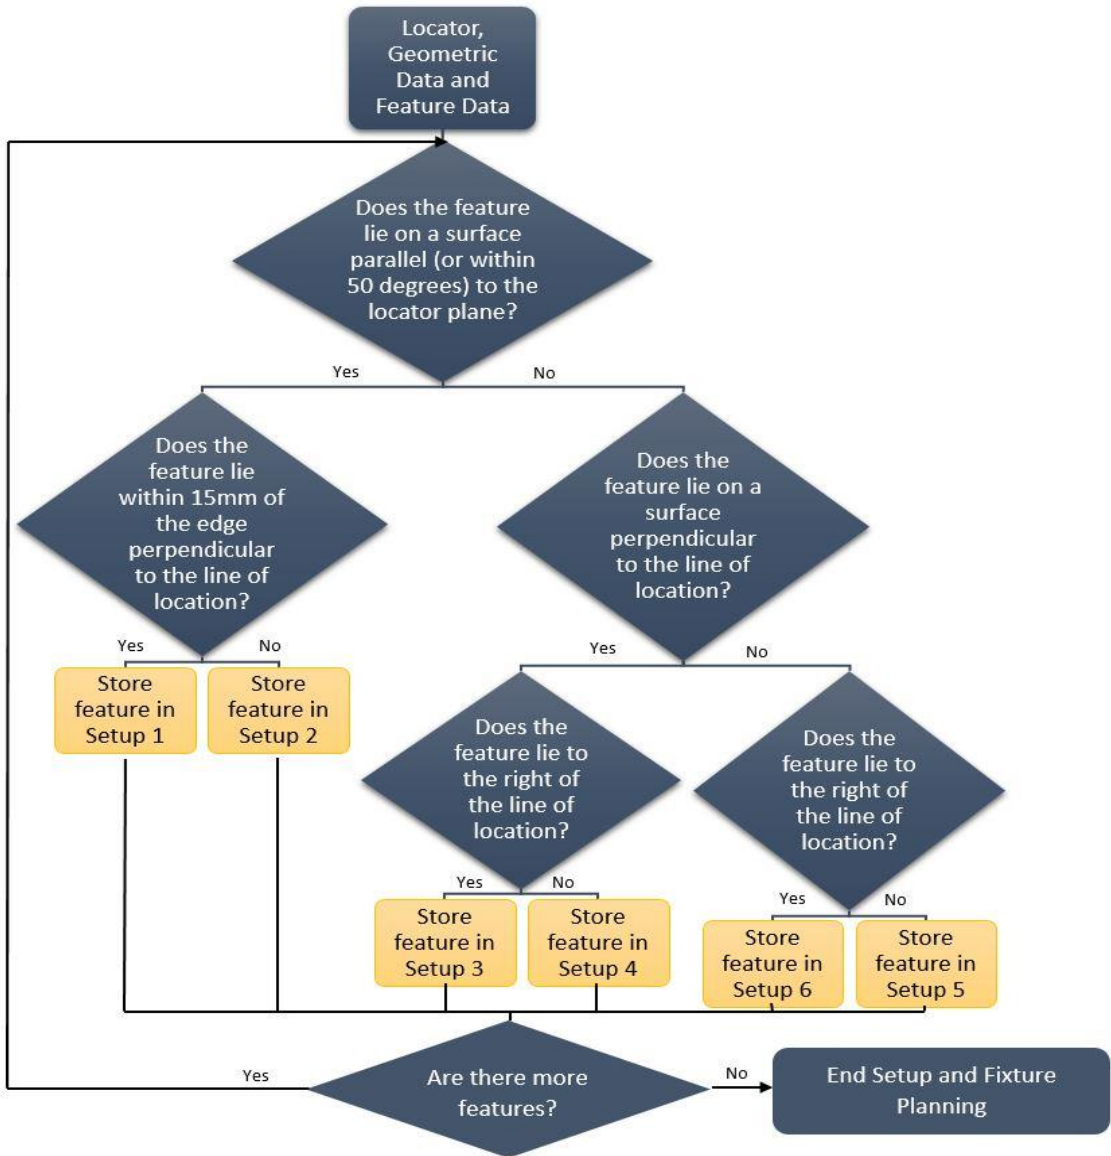 Locator,
Geometric
Data and
Feature Data
Does the feature
lie on a surface
parallel (or within
50 degrees) to the
locator plane?
Yes
No
Does the
feature lie
within 15mm of
the edge
perpendicular
to the line of
location?
Does the
feature lie on a
surface
perpendicular
to the line of
location?
Yes
No
Store
feature in
Setup 1
Store
feature in
Setup 2
Yes
No
Does the
feature lie to
the right of
the line of
location?
Does the
feature lie to
the right of
the line of
location?
Yes
No
Store
feature in
Setup 3
Store
feature in
Setup 4
Yes
No
Store
feature in
Setup 6
Store
feature in
Setup 5
Yes
Are there more
features?
No
End Setup and Fixture
Planning